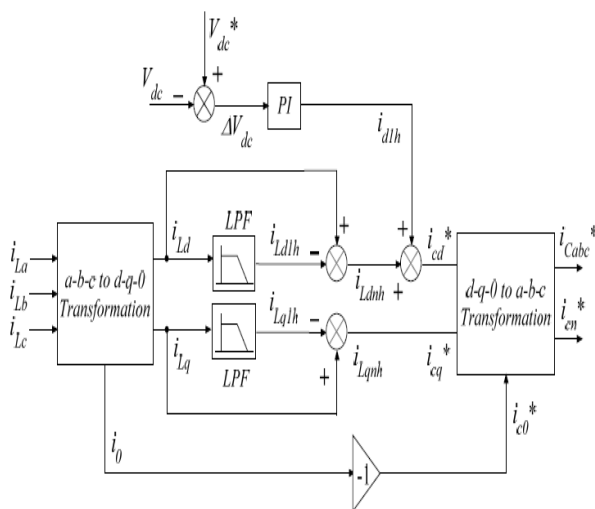 V_dc*
V_dc
−
+
ΔV_dc
PI
i_d1h
i_La
i_Lb
i_Lc
a-b-c to d-q-0
Transformation
i_Ld
LPF
i_Ld1h
−
+
i_Ldnh
+
+
i_cd*
i_Lq
LPF
i_Lq1h
−
+
i_Lqnh
i_cq*
d-q-0 to a-b-c
Transformation
i_Cabc*
i_cn*
i_0
-1
i_c0*